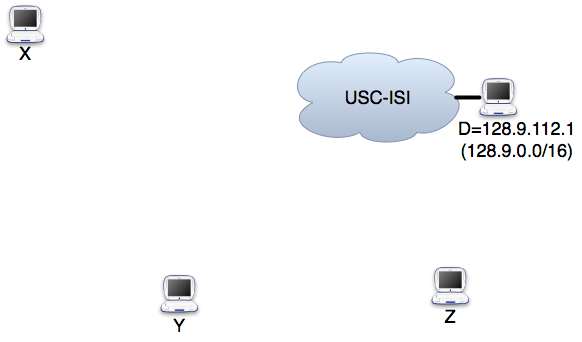 X
USC-ISI
D=128.9.112.1
(128.9.0.0/16)
Y
Z